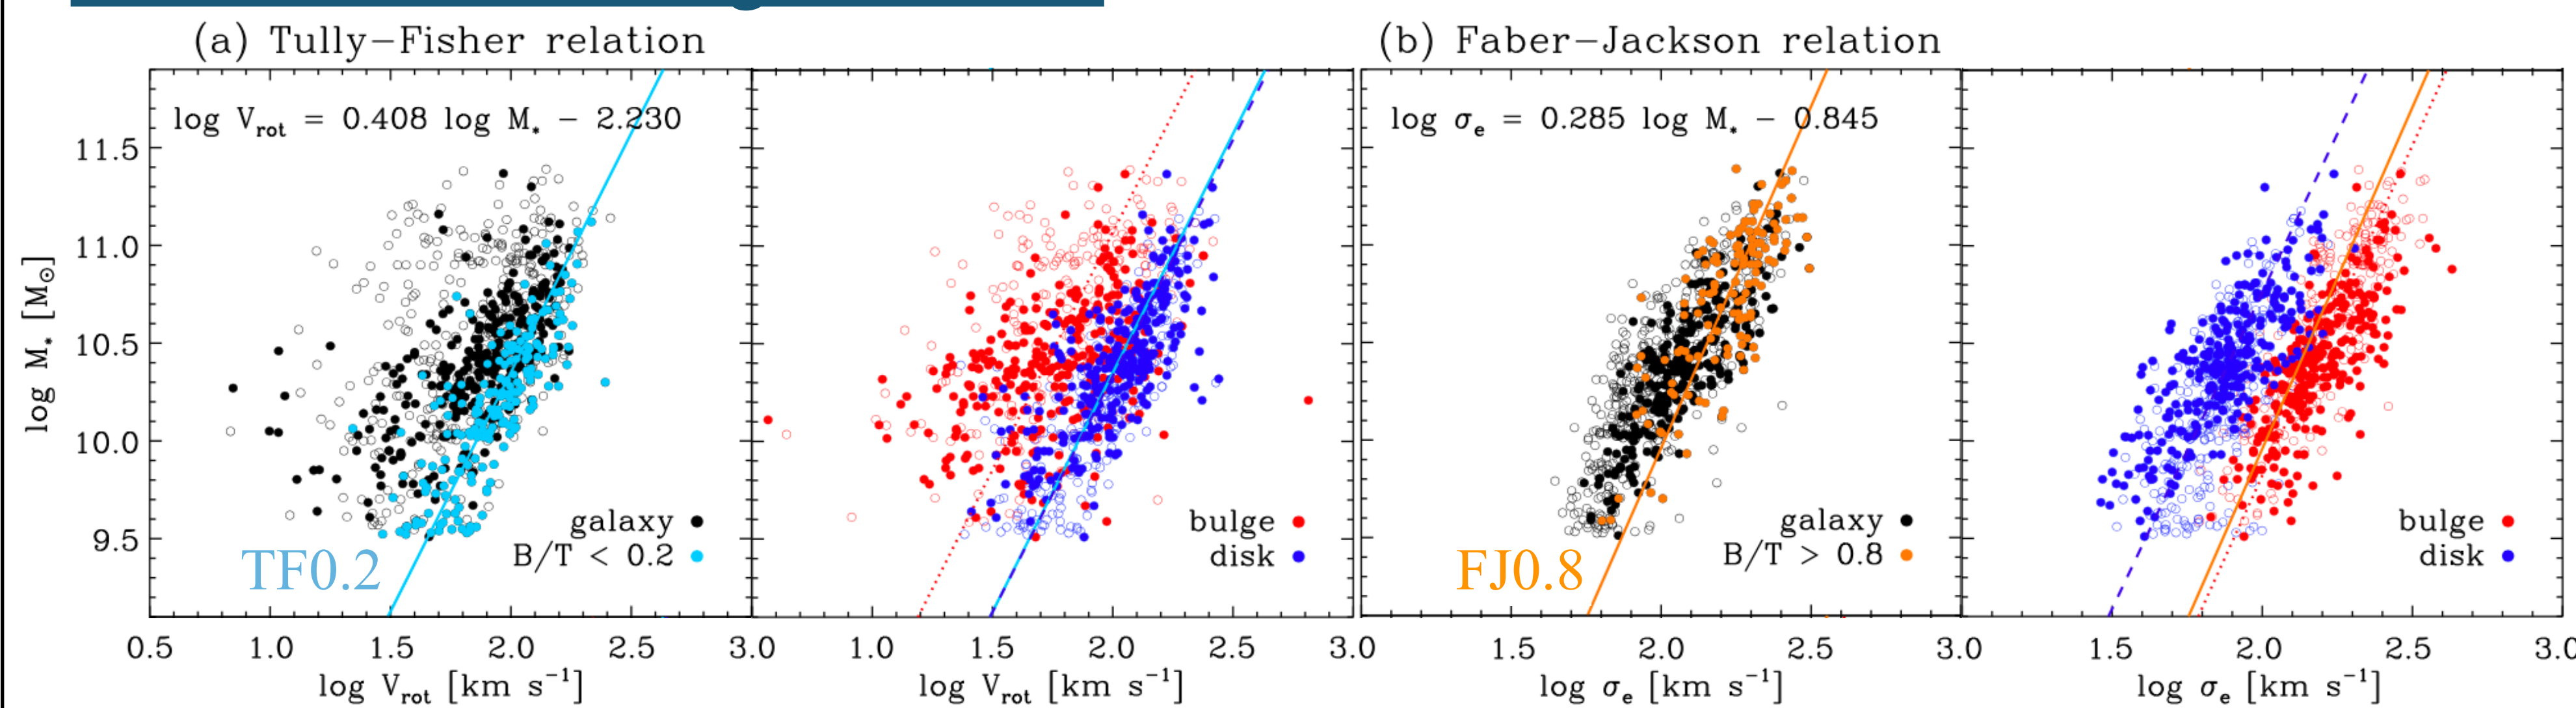 (a) Tully−Fisher relation
(b) Faber−Jackson relation
log V_rot = 0.408 log M_* − 2.230
log σ_e = 0.285 log M_* − 0.845
log M_* [M_⊙]
11.5
11.0
10.5
10.0
9.5
galaxy
B/T < 0.2
TF0.2
bulge
disk
galaxy
B/T > 0.8
FJ0.8
bulge
disk
0.5 1.0 1.5 2.0 2.5 3.0 1.0 1.5 2.0 2.5 3.0 1.5 2.0 2.5 3.0 1.5 2.0 2.5 3.0
log V_rot [km s⁻¹] log V_rot [km s⁻¹] log σ_e [km s⁻¹] log σ_e [km s⁻¹]